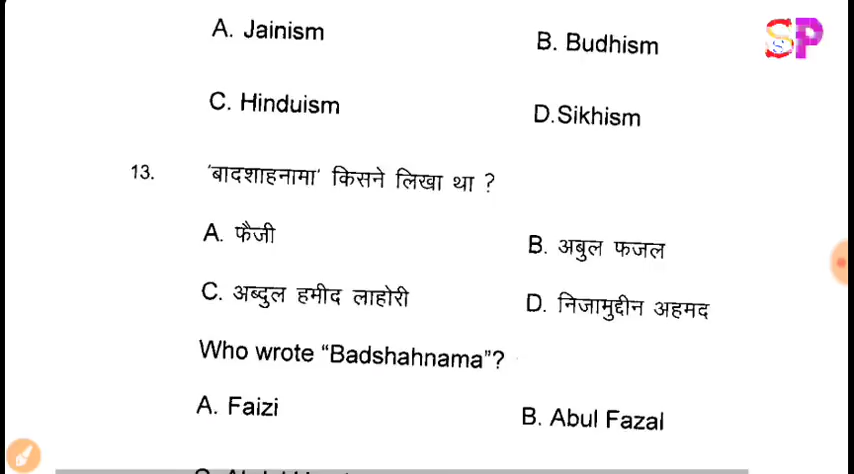 A. Jainism B. Budhism
SP
C. Hinduism D.Sikhism
13. 'बादशाहनामा' किसने लिखा था ?
A. फैजी B. अबुल फजल
C. अब्दुल हमीद लाहोरी D. निजामुद्दीन अहमद
Who wrote “Badshahnama”?
A. Faizi B. Abul Fazal